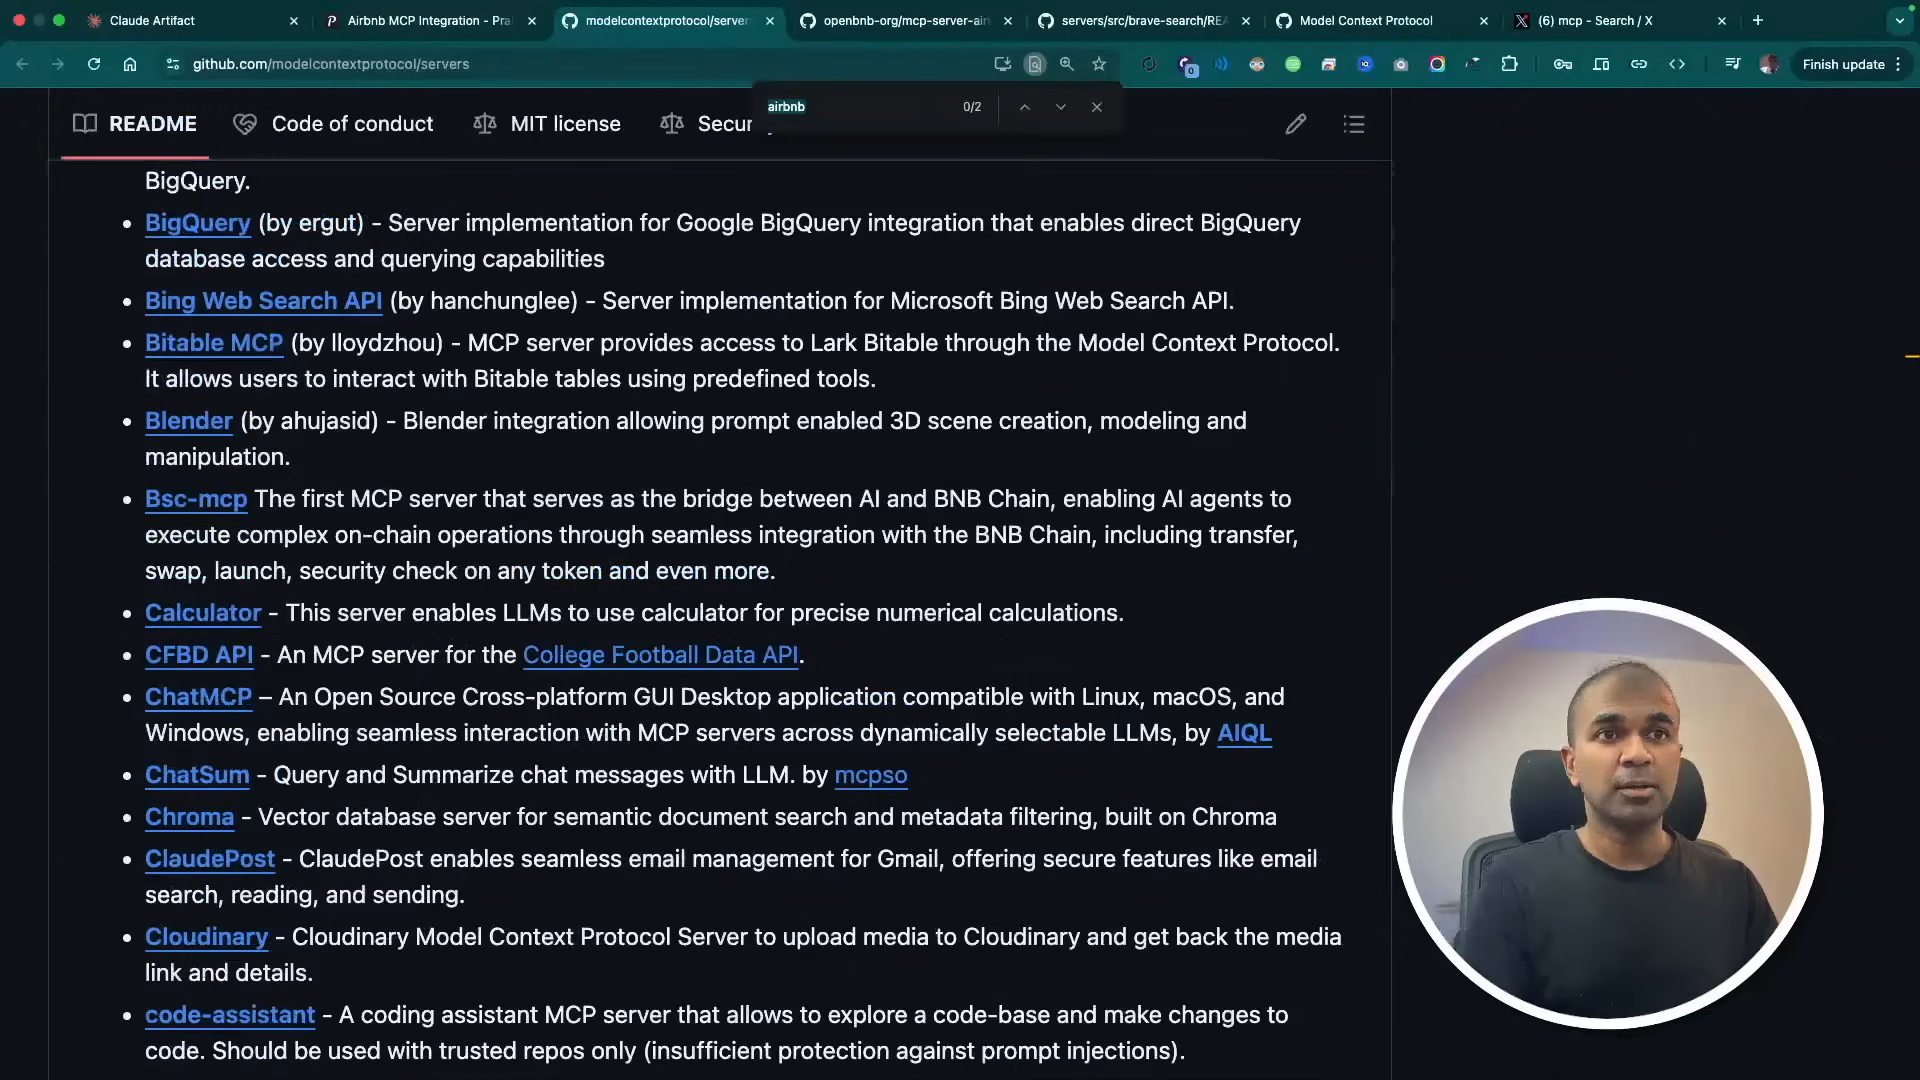 Claude Artifact
Airbnb MCP Integration - Prai
modelcontextprotocol/server
openbnb-org/mcp-server-air
servers/src/brave-search/RE
Model Context Protocol
(6) mcp - Search / X
github.com/modelcontextprotocol/servers
Finish update
airbnb
0/2
README
Code of conduct
MIT license
Security
BigQuery.
BigQuery (by ergut) - Server implementation for Google BigQuery integration that enables direct BigQuery
database access and querying capabilities
Bing Web Search API (by hanchunglee) - Server implementation for Microsoft Bing Web Search API.
Bitable MCP (by lloydzhou) - MCP server provides access to Lark Bitable through the Model Context Protocol.
It allows users to interact with Bitable tables using predefined tools.
Blender (by ahujasid) - Blender integration allowing prompt enabled 3D scene creation, modeling and
manipulation.
Bsc-mcp The first MCP server that serves as the bridge between AI and BNB Chain, enabling AI agents to
execute complex on-chain operations through seamless integration with the BNB Chain, including transfer,
swap, launch, security check on any token and even more.
Calculator - This server enables LLMs to use calculator for precise numerical calculations.
CFBD API - An MCP server for the College Football Data API.
ChatMCP – An Open Source Cross-platform GUI Desktop application compatible with Linux, macOS, and
Windows, enabling seamless interaction with MCP servers across dynamically selectable LLMs, by AIQL
ChatSum - Query and Summarize chat messages with LLM. by mcpso
Chroma - Vector database server for semantic document search and metadata filtering, built on Chroma
ClaudePost - ClaudePost enables seamless email management for Gmail, offering secure features like email
search, reading, and sending.
Cloudinary - Cloudinary Model Context Protocol Server to upload media to Cloudinary and get back the media
link and details.
code-assistant - A coding assistant MCP server that allows to explore a code-base and make changes to
code. Should be used with trusted repos only (insufficient protection against prompt injections).